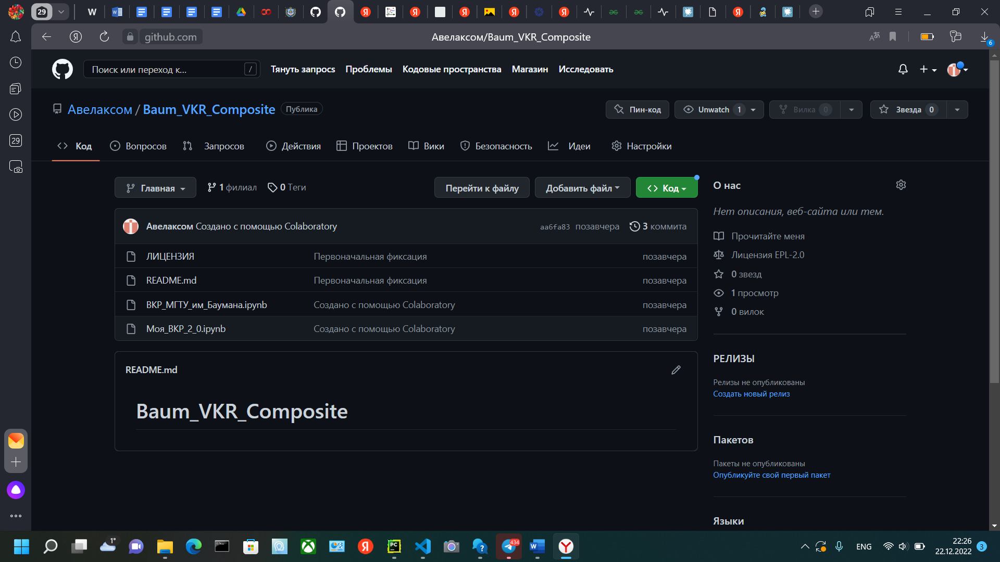 29
W
github.com
Авелаксом/Baum_VKR_Composite
6
Поиск или переход к...
/
Тянуть запросы
Проблемы
Кодовые пространства
Магазин
Исследовать
29
Авелаксом / Baum_VKR_Composite
Публика
Пин-код
Unwatch 1
Вилка 0
Звезда 0
Код
Вопросов
Запросов
Действия
Проектов
Вики
Безопасность
Идеи
Настройки
Главная
1 филиал
0 Теги
Перейти к файлу
Добавить файл
Код
Авелаксом Создано с помощью Colaboratory
aa6fa83 позавчера
3 коммита
ЛИЦЕНЗИЯ Первоначальная фиксация позавчера
README.md Первоначальная фиксация позавчера
ВКР_МГТУ_им_Баумана.ipynb Создано с помощью Colaboratory позавчера
Моя_ВКР_2_0.ipynb Создано с помощью Colaboratory позавчера
README.md
Baum_VKR_Composite
О нас
Нет описания, веб-сайта или тем.
Прочитайте меня
Лицензия EPL-2.0
0 звезд
1 просмотр
0 вилок
РЕЛИЗЫ
Релизы не опубликованы
Создать новый релиз
Пакетов
Пакеты не опубликованы
Опубликуйте свой первый пакет
Языки
1°
PC
434
ENG
22:26
22.12.2022
3